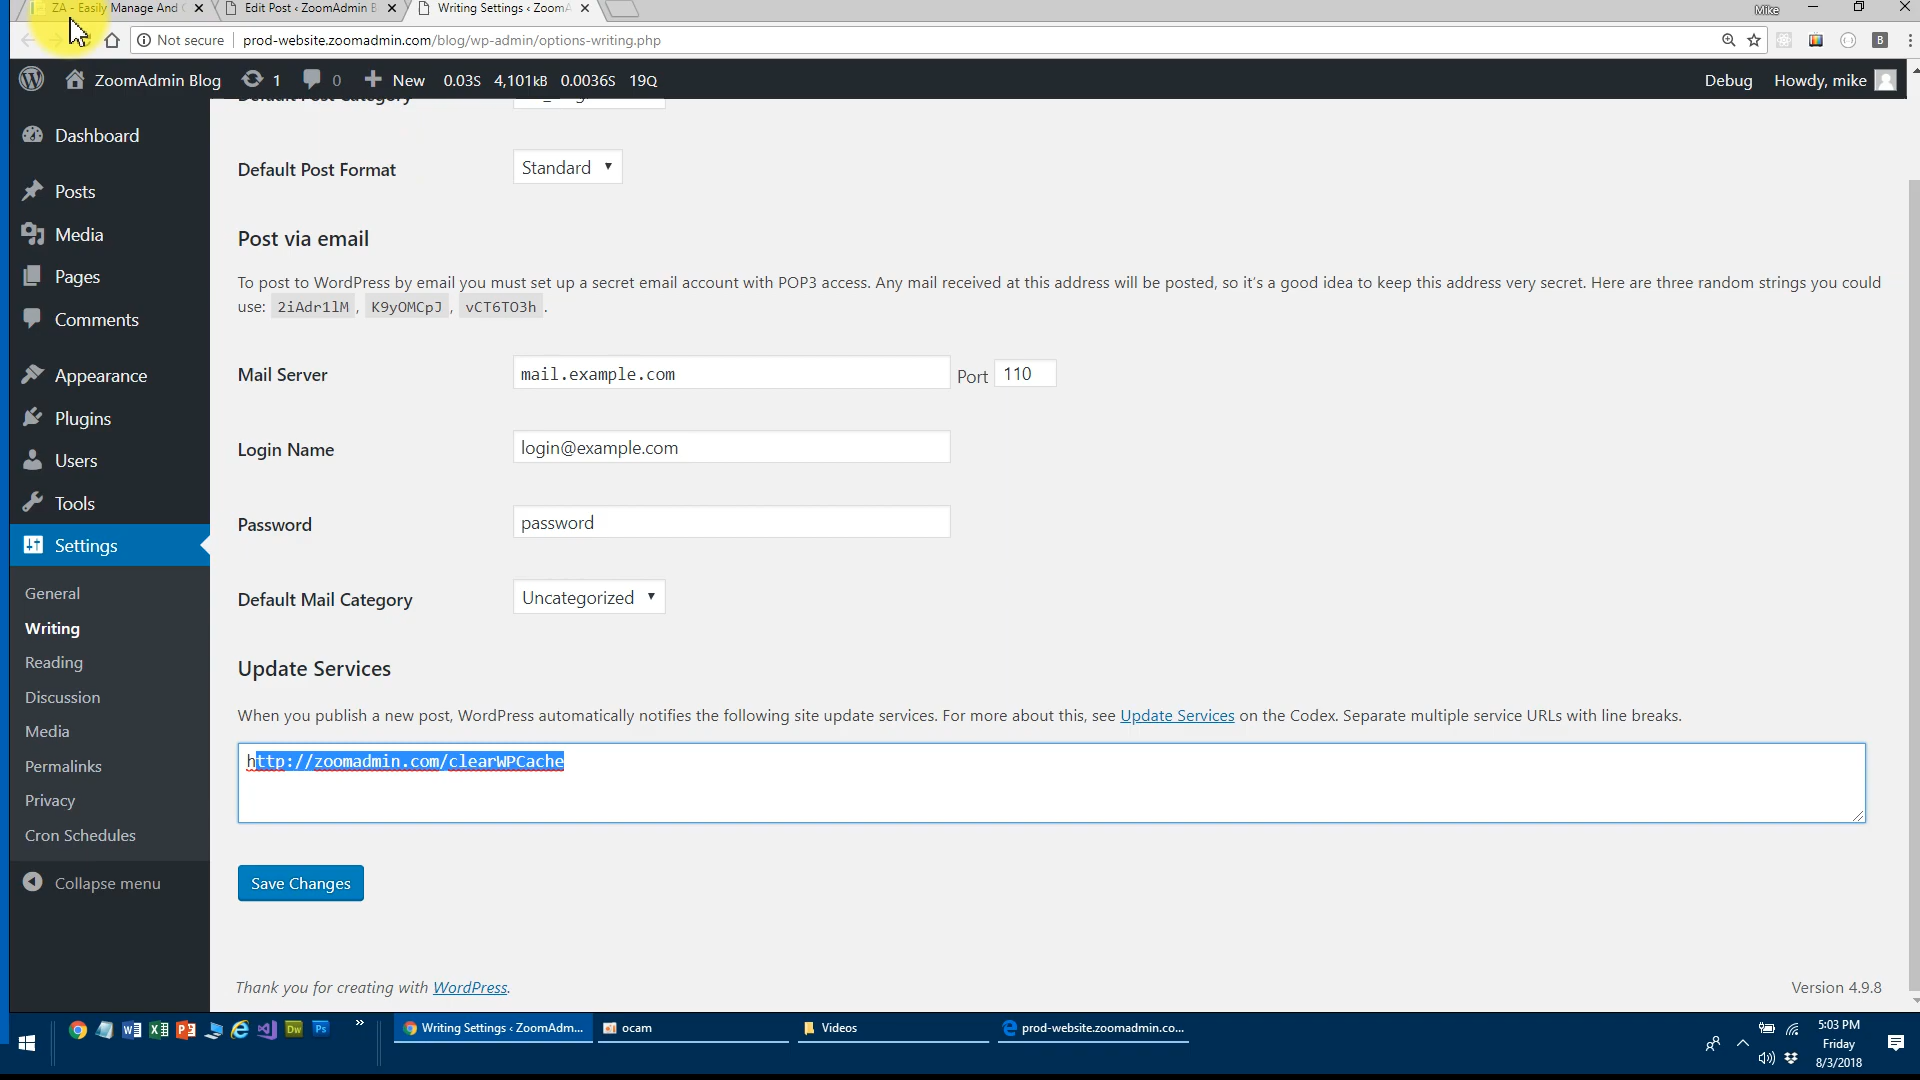 ZA - Easily Manage And
Edit Post ‹ ZoomAdmin B
Writing Settings ‹ ZoomA
Mike
Not secure
prod-website.zoomadmin.com/blog/wp-admin/options-writing.php
ZoomAdmin Blog 1 0 New 0.03S 4,101KB 0.0036S 19Q
Debug Howdy, mike
Dashboard
Posts
Media
Pages
Comments
Appearance
Plugins
Users
Tools
Settings
General
Writing
Reading
Discussion
Media
Permalinks
Privacy
Cron Schedules
Collapse menu
Default Post Category
Default Post Format Standard
Post via email
To post to WordPress by email you must set up a secret email account with POP3 access. Any mail received at this address will be posted, so it's a good idea to keep this address very secret. Here are three random strings you could
use: 2iAdr1lM , K9yOMCpJ , vCT6TO3h .
Mail Server mail.example.com Port 110
Login Name login@example.com
Password password
Default Mail Category Uncategorized
Update Services
When you publish a new post, WordPress automatically notifies the following site update services. For more about this, see Update Services on the Codex. Separate multiple service URLs with line breaks.
http://zoomadmin.com/clearWPCache
Save Changes
Thank you for creating with WordPress.
Version 4.9.8
Writing Settings ‹ ZoomAdm...
ocam
Videos
prod-website.zoomadmin.co...
5:03 PM
Friday
8/3/2018